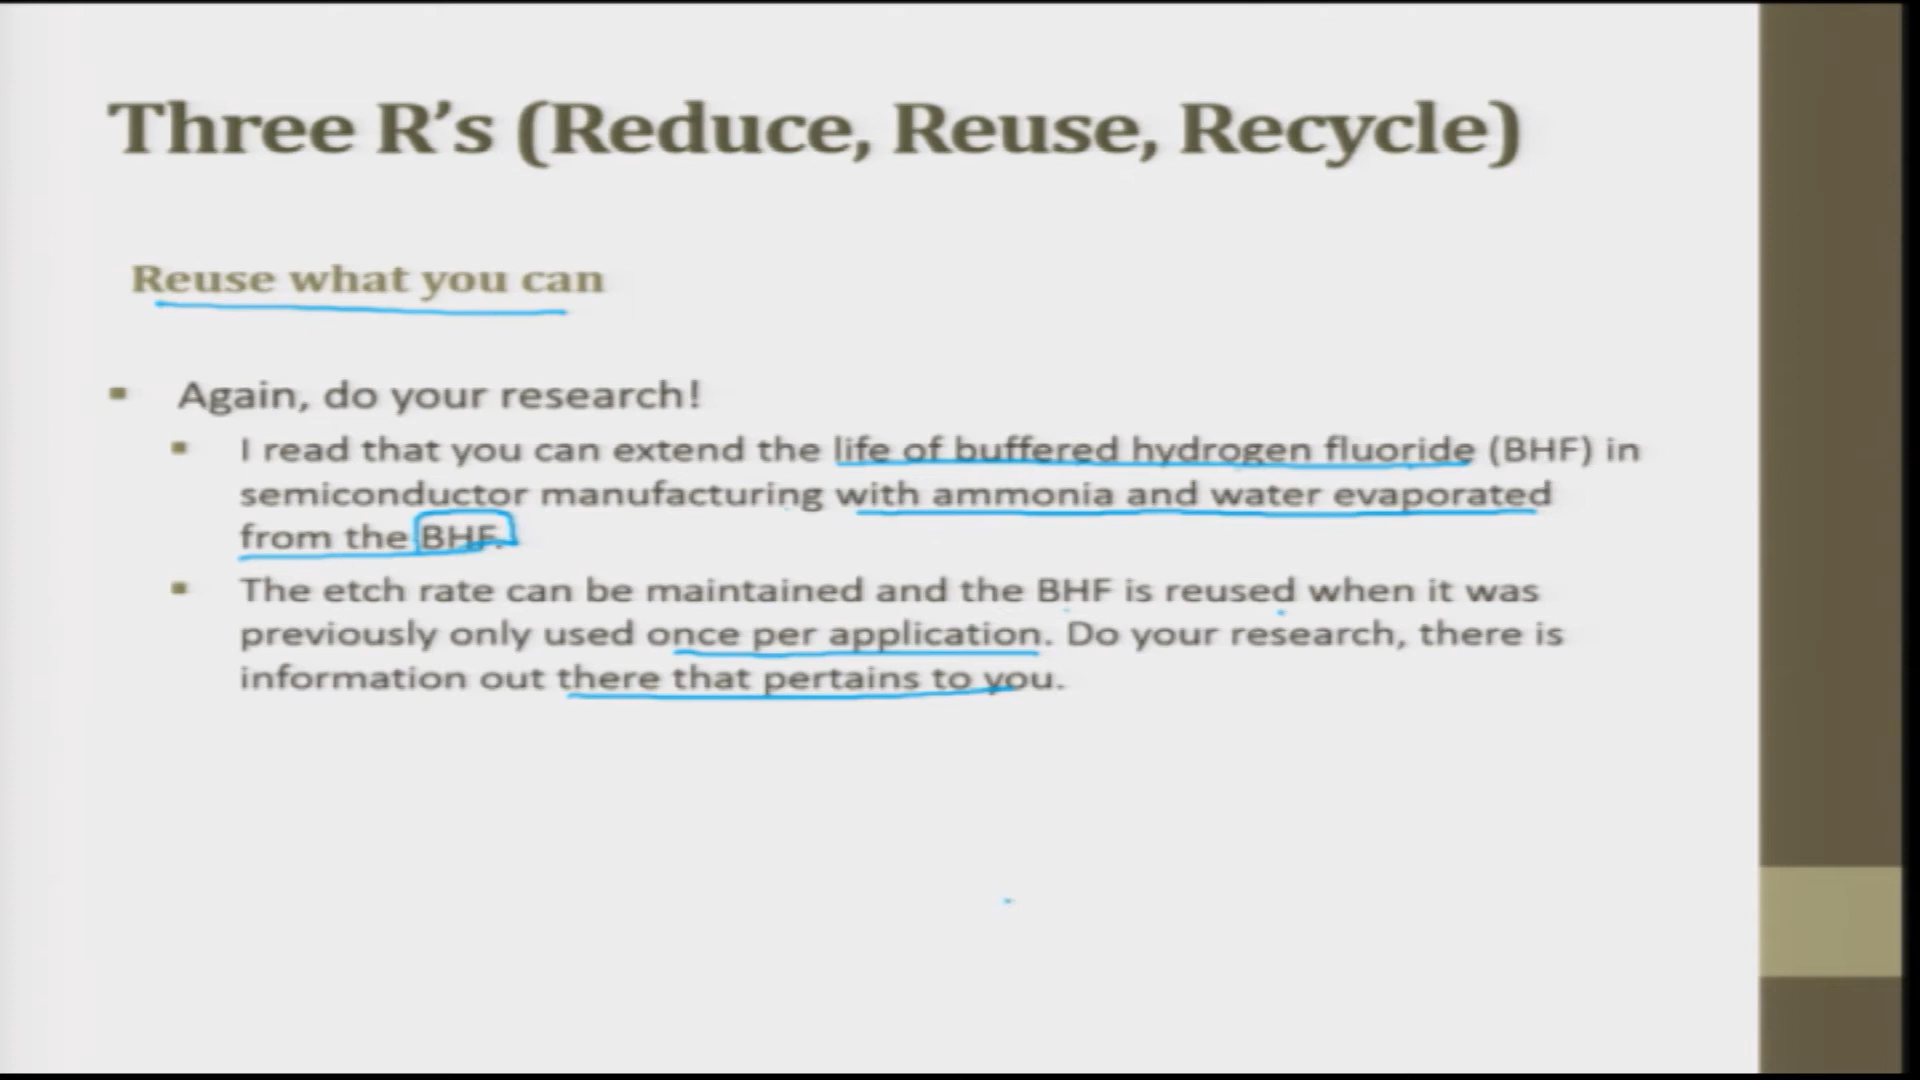 Three R's (Reduce, Reuse, Recycle)
Reuse what you can
Again, do your research!
I read that you can extend the life of buffered hydrogen fluoride (BHF) in
semiconductor manufacturing with ammonia and water evaporated
from the BHF.
The etch rate can be maintained and the BHF is reused when it was
previously only used once per application. Do your research, there is
information out there that pertains to you.